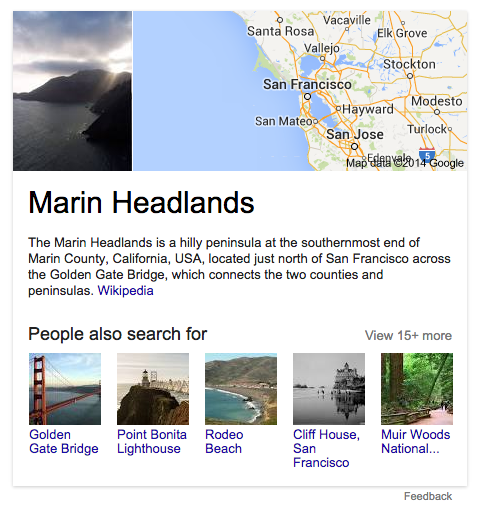 Santa Rosa
Vacaville
Elk Grove
Vallejo
Stockton
San Francisco
Modesto
Hayward
San Mateo
Turlock
San Jose
Edenvale
5
Map data ©2014 Google
Marin Headlands
The Marin Headlands is a hilly peninsula at the southernmost end of
Marin County, California, USA, located just north of San Francisco across
the Golden Gate Bridge, which connects the two counties and
peninsulas. Wikipedia
People also search for
View 15+ more
Golden
Gate Bridge
Point Bonita
Lighthouse
Rodeo
Beach
Cliff House,
San
Francisco
Muir Woods
National...
Feedback